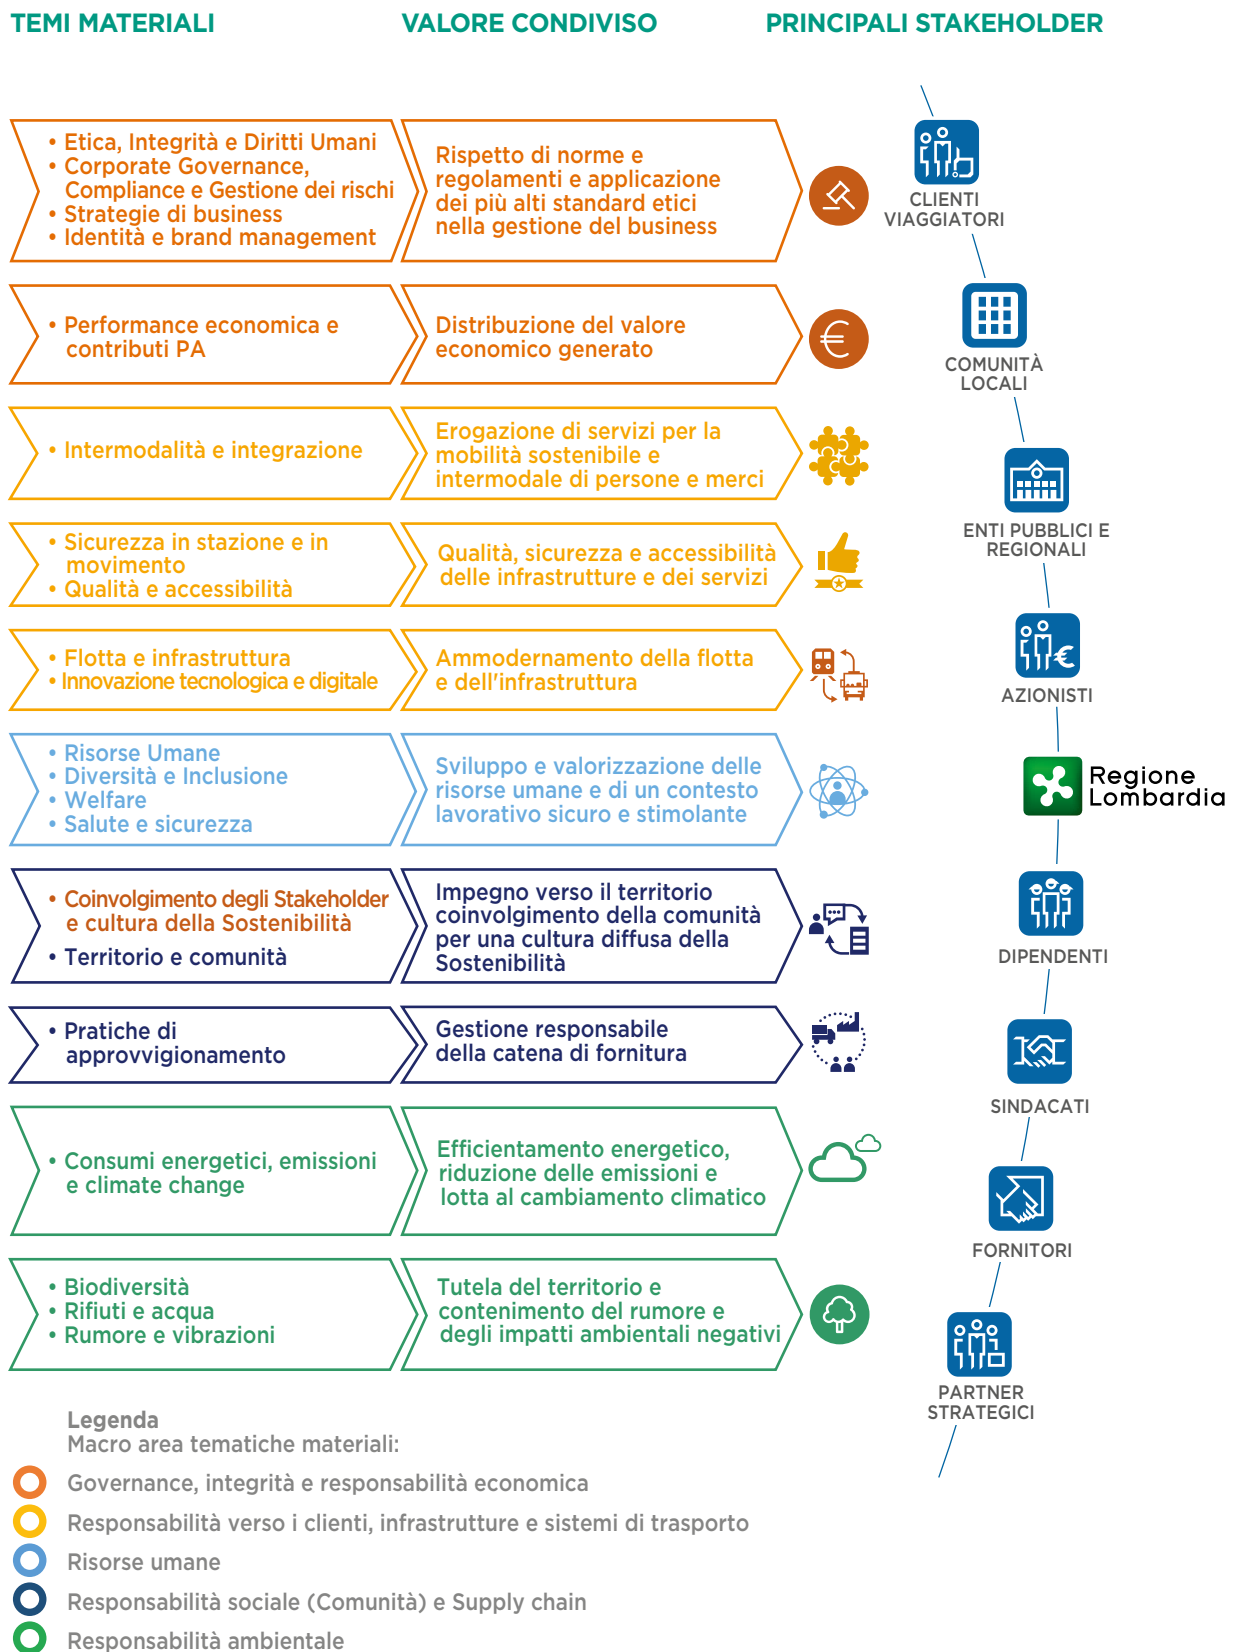 TEMI MATERIALI
VALORE CONDIVISO
PRINCIPALI STAKEHOLDER
• Etica, Integrità e Diritti Umani
• Corporate Governance,
Compliance e Gestione dei rischi
• Strategie di business
• Identità e brand management
Rispetto di norme e
regolamenti e applicazione
dei più alti standard etici
nella gestione del business
• Performance economica e
contributi PA
Distribuzione del valore
economico generato
• Intermodalità e integrazione
Erogazione di servizi per la
mobilità sostenibile e
intermodale di persone e merci
• Sicurezza in stazione e in
movimento
• Qualità e accessibilità
Qualità, sicurezza e accessibilità
delle infrastrutture e dei servizi
• Flotta e infrastruttura
• Innovazione tecnologica e digitale
Ammodernamento della flotta
e dell'infrastruttura
• Risorse Umane
• Diversità e Inclusione
• Welfare
• Salute e sicurezza
Sviluppo e valorizzazione delle
risorse umane e di un contesto
lavorativo sicuro e stimolante
• Coinvolgimento degli Stakeholder
e cultura della Sostenibilità
• Territorio e comunità
Impegno verso il territorio
coinvolgimento della comunità
per una cultura diffusa della
Sostenibilità
• Pratiche di
approvvigionamento
Gestione responsabile
della catena di fornitura
• Consumi energetici, emissioni
e climate change
Efficientamento energetico,
riduzione delle emissioni e
lotta al cambiamento climatico
• Biodiversità
• Rifiuti e acqua
• Rumore e vibrazioni
Tutela del territorio e
contenimento del rumore e
degli impatti ambientali negativi
CLIENTI
VIAGGIATORI
COMUNITÀ
LOCALI
ENTI PUBBLICI E
REGIONALI
AZIONISTI
Regione
Lombardia
DIPENDENTI
SINDACATI
FORNITORI
PARTNER
STRATEGICI
Legenda
Macro area tematiche materiali:
Governance, integrità e responsabilità economica
Responsabilità verso i clienti, infrastrutture e sistemi di trasporto
Risorse umane
Responsabilità sociale (Comunità) e Supply chain
Responsabilità ambientale